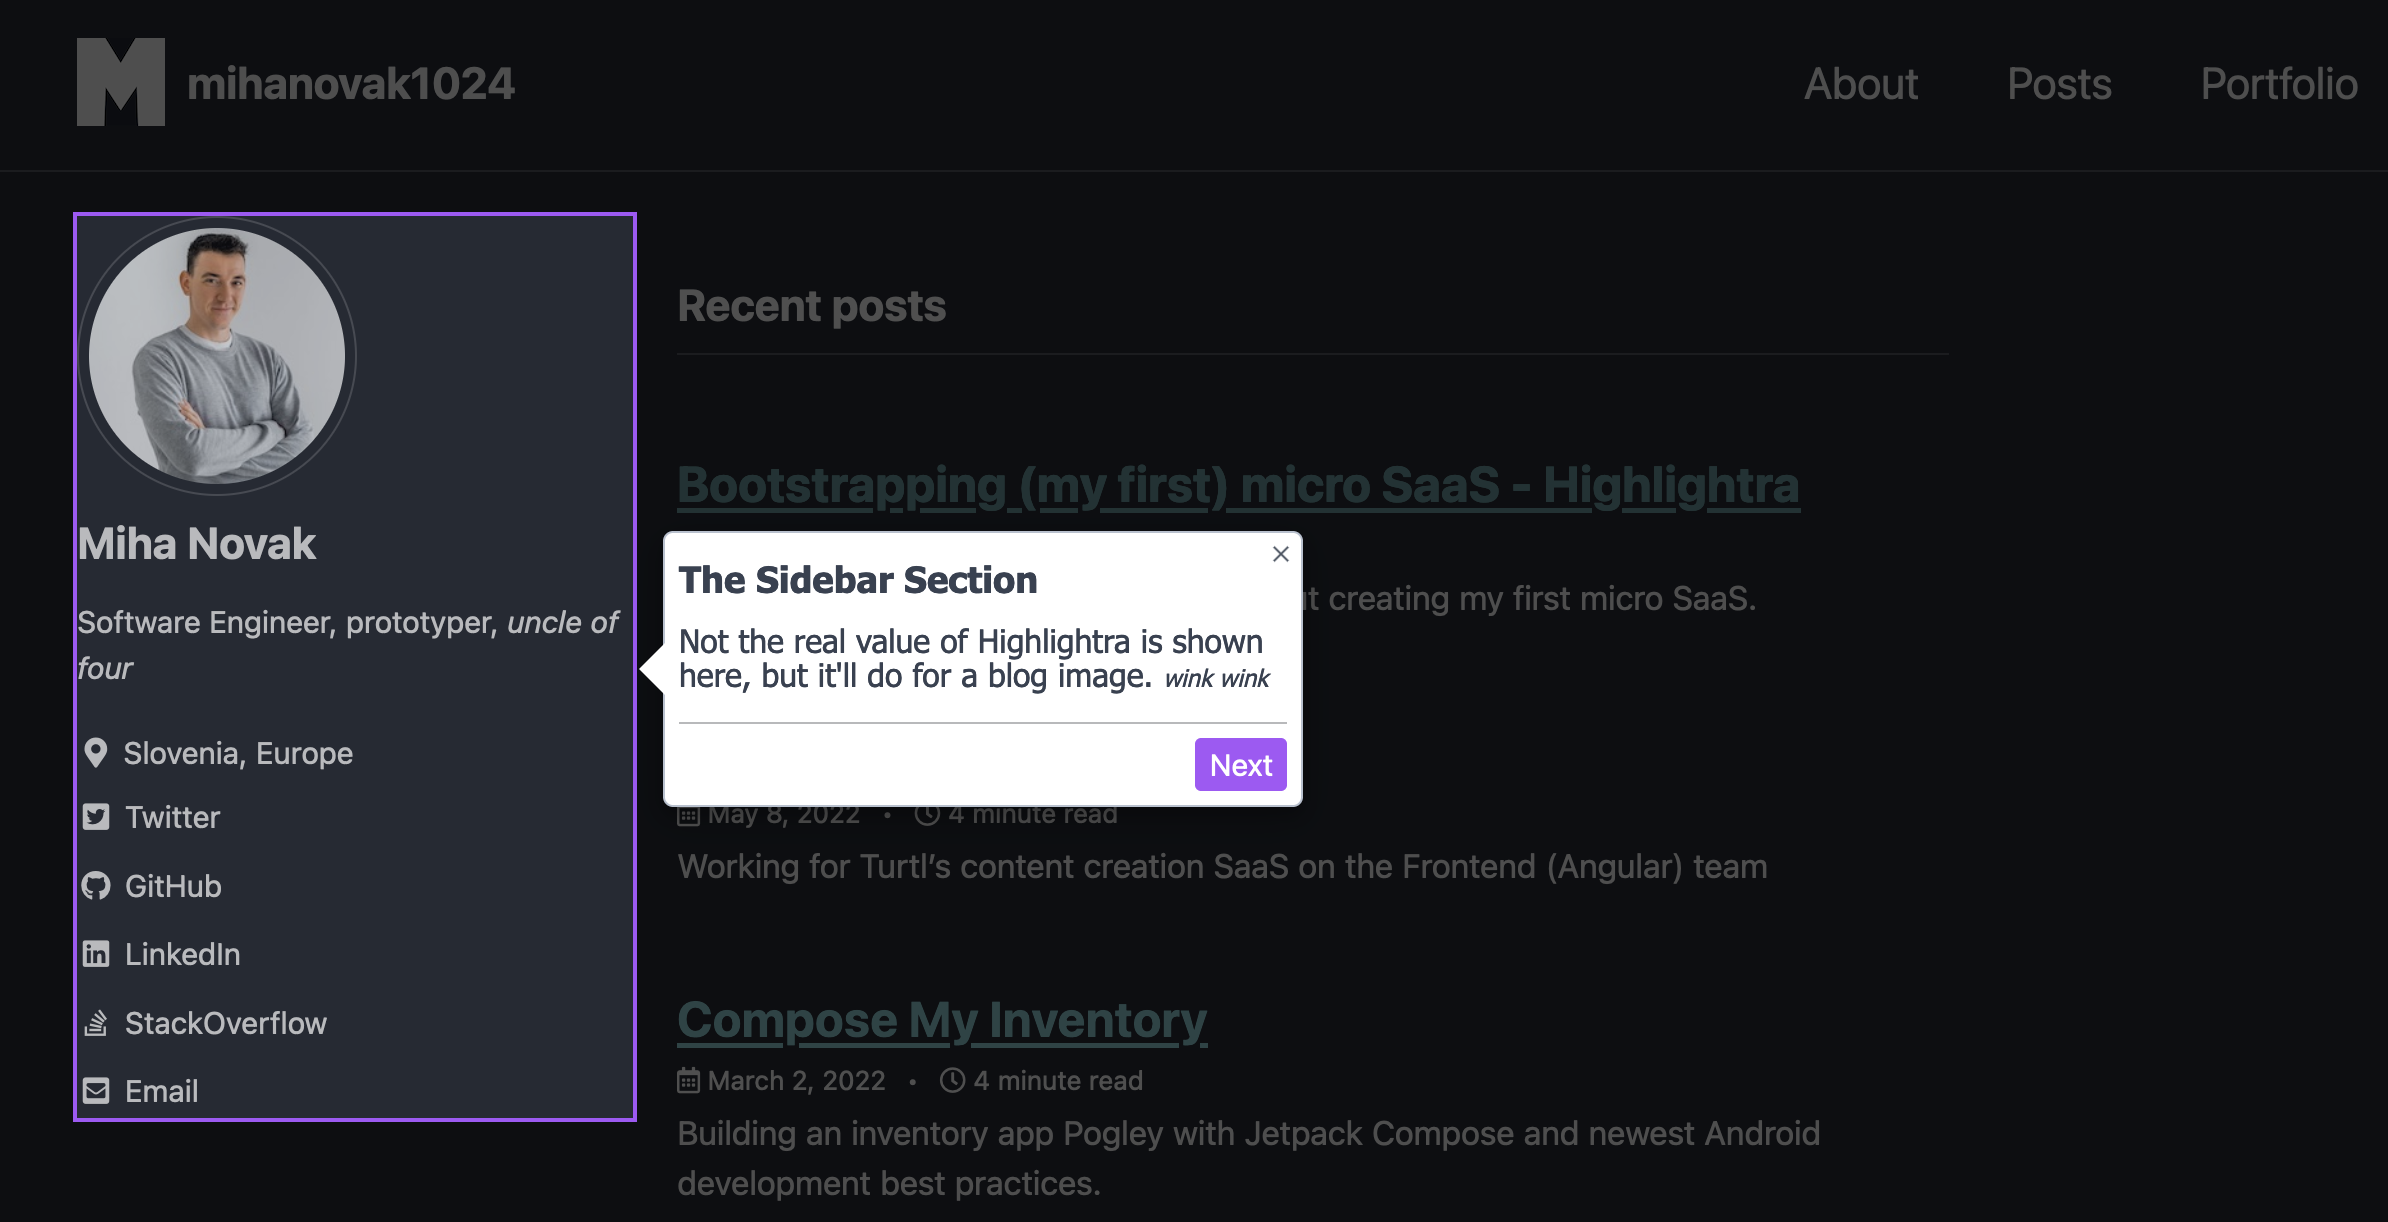 M mihanovak1024
About Posts Portfolio
Miha Novak
Software Engineer, prototyper, uncle of
four
Slovenia, Europe
Twitter
GitHub
LinkedIn
StackOverflow
Email
Recent posts
Bootstrapping (my first) micro SaaS - Highlightra
creating my first micro SaaS.
The Sidebar Section
Not the real value of Highlightra is shown
here, but it'll do for a blog image. wink wink
Next
May 8, 2022 • 4 minute read
Working for Turtl’s content creation SaaS on the Frontend (Angular) team
Compose My Inventory
March 2, 2022 • 4 minute read
Building an inventory app Pogley with Jetpack Compose and newest Android
development best practices.